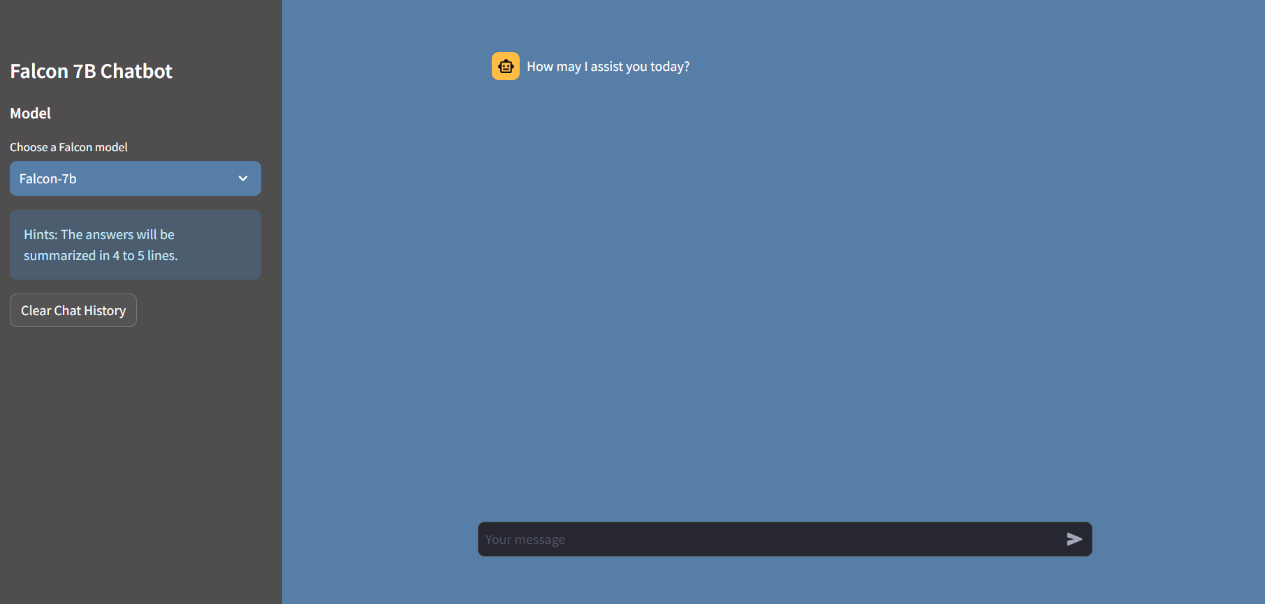 Falcon 7B Chatbot
Model
Choose a Falcon model
Falcon-7b
Hints: The answers will be
summarized in 4 to 5 lines.
Clear Chat History
How may I assist you today?
Your message